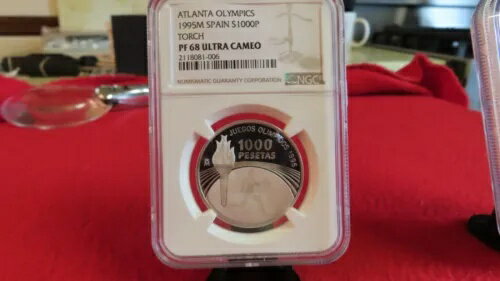 ATLANTA OLYMPICS
1995M SPAIN S1000P
TORCH
PF 68 ULTRA CAMEO
2118081-006
NUMISMATIC GUARANTY CORPORATION
NGC
JUEGOS OLIMPICOS 1995
1000
PESETAS